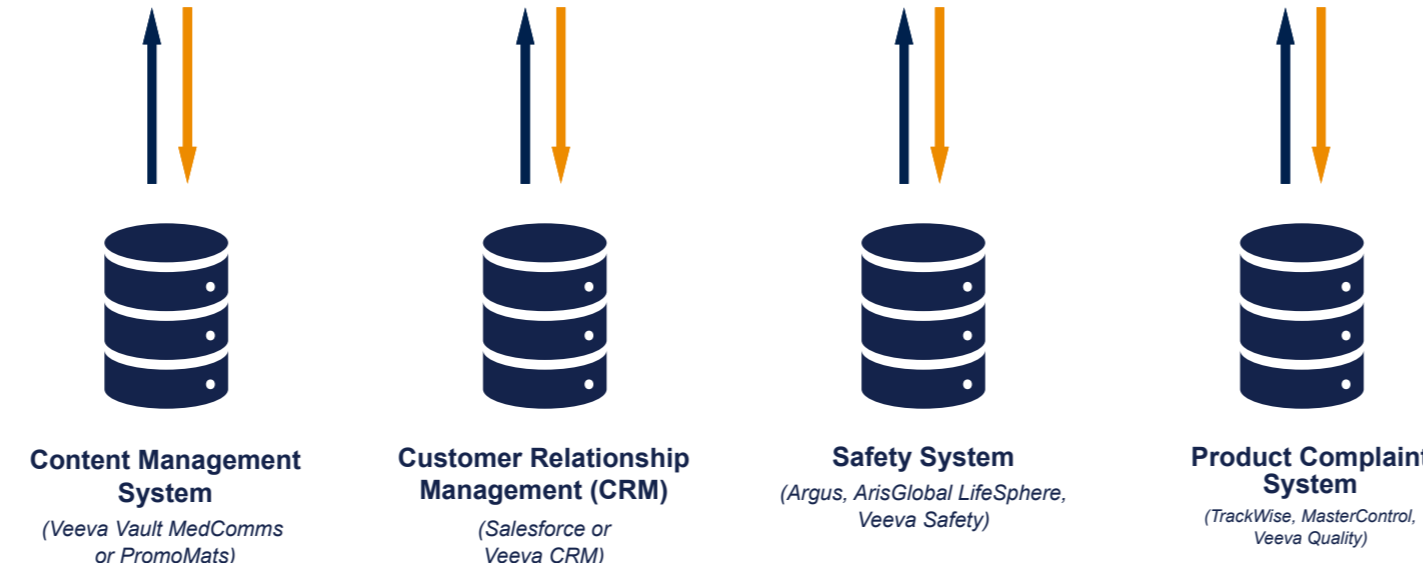 Content Management
System
(Veeva Vault MedComms
or PromoMats)
Customer Relationship
Management (CRM)
(Salesforce or
Veeva CRM)
Safety System
(Argus, ArisGlobal LifeSphere,
Veeva Safety)
Product Complaint
System
(TrackWise, MasterControl,
Veeva Quality)